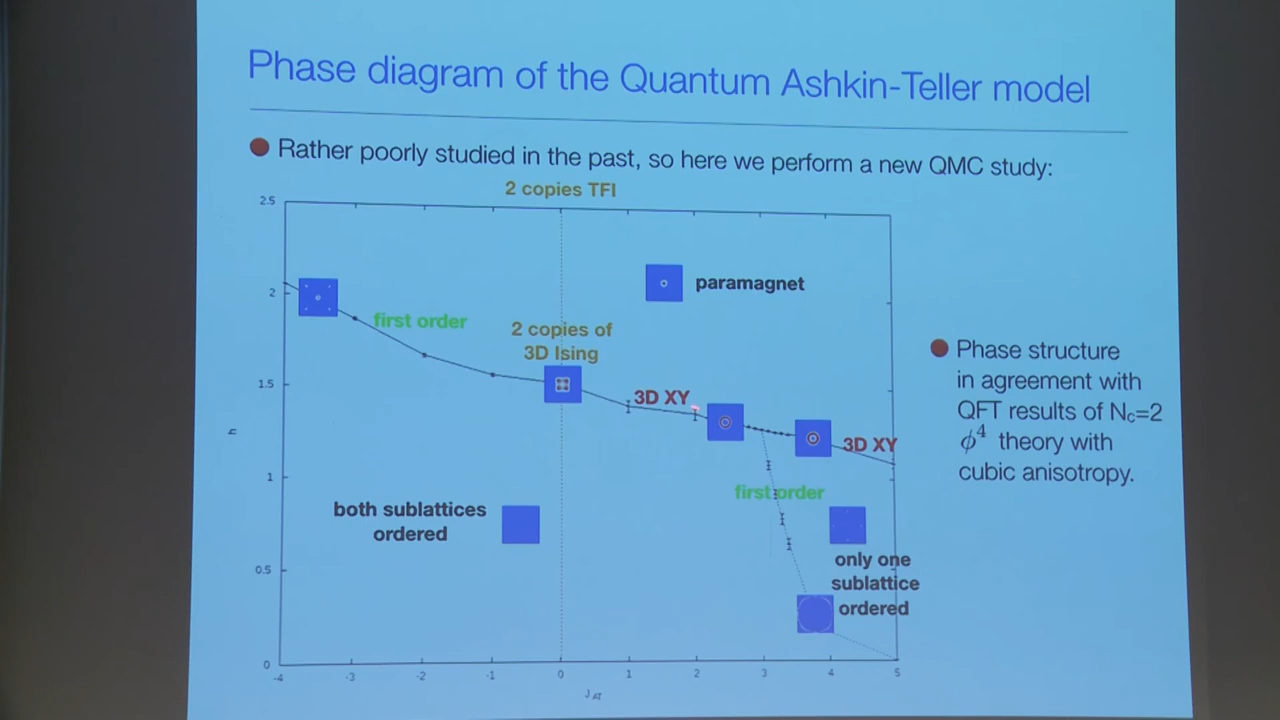 Phase diagram of the Quantum Ashkin-Teller model
Rather poorly studied in the past, so here we perform a new QMC study:
2 copies TFI
2.5
2
1.5
1
0.5
0
h
paramagnet
first order
2 copies of
3D Ising
3D XY
3D XY
first order
both sublattices
ordered
only one
sublattice
ordered
-4 -3 -2 -1 0 1 2 3 4 5
J_AT
Phase structure
in agreement with
QFT results of Nc=2
ϕ⁴ theory with
cubic anisotropy.